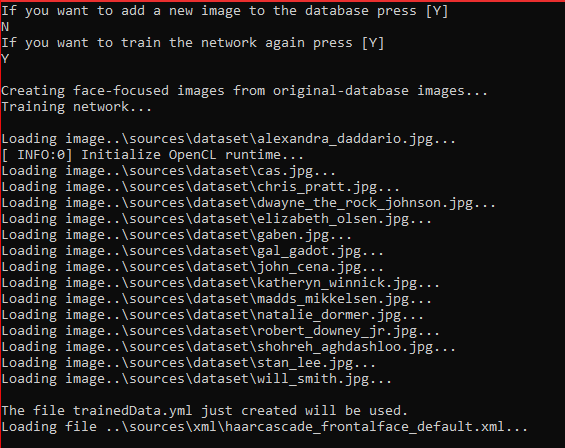 If you want to add a new image to the database press [Y]
N
If you want to train the network again press [Y]
Y
Creating face-focused images from original-database images...
Training network...
Loading image..\sources\dataset\alexandra_daddario.jpg...
[ INFO:0] Initialize OpenCL runtime...
Loading image..\sources\dataset\cas.jpg...
Loading image..\sources\dataset\chris_pratt.jpg...
Loading image..\sources\dataset\dwayne_the_rock_johnson.jpg...
Loading image..\sources\dataset\elizabeth_olsen.jpg...
Loading image..\sources\dataset\gaben.jpg...
Loading image..\sources\dataset\gal_gadot.jpg...
Loading image..\sources\dataset\john_cena.jpg...
Loading image..\sources\dataset\katheryn_winnick.jpg...
Loading image..\sources\dataset\madds_mikkelsen.jpg...
Loading image..\sources\dataset\natalie_dormer.jpg...
Loading image..\sources\dataset\robert_downey_jr.jpg...
Loading image..\sources\dataset\shohreh_aghdashloo.jpg...
Loading image..\sources\dataset\stan_lee.jpg...
Loading image..\sources\dataset\will_smith.jpg...
The file trainedData.yml just created will be used.
Loading file ..\sources\xml\haarcascade_frontalface_default.xml...